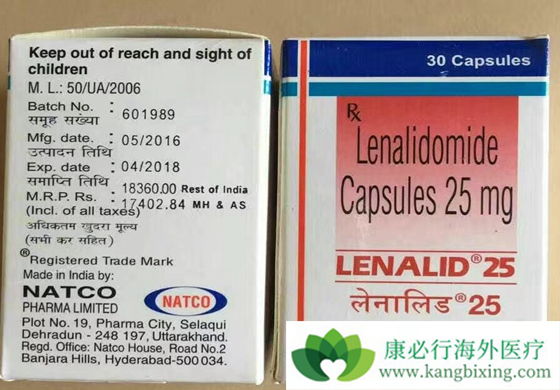 Keep out of reach and sight of
children
M. L.: 50/UA/2006
Batch No. : 601989
समूह संख्या
Mfg. date. : 05/2016
उत्पादन तिथि
Exp. date : 04/2018
समाप्ति तिथि
M.R.P. Rs. : 18360.00 Rest of India
(Incl. of all taxes) 17402.84 MH & AS
अधिकतम खुदरा मूल्य
(सभी कर सहित)
®Registered Trade Mark
Made in India by:
NATCO
PHARMA LIMITED
NATCO
Plot No. 19, Pharma City, Selaqui
Dehradun - 248 197, Uttarakhand.
Regd. Office: Natco House, Road No.2
Banjara Hills, Hyderabad-500 034.
30 Capsules
Rx
Lenalidomide
Capsules 25 mg
LENALID® 25
लेनालिड® 25
康必行海外医疗
www.kangbixing.com